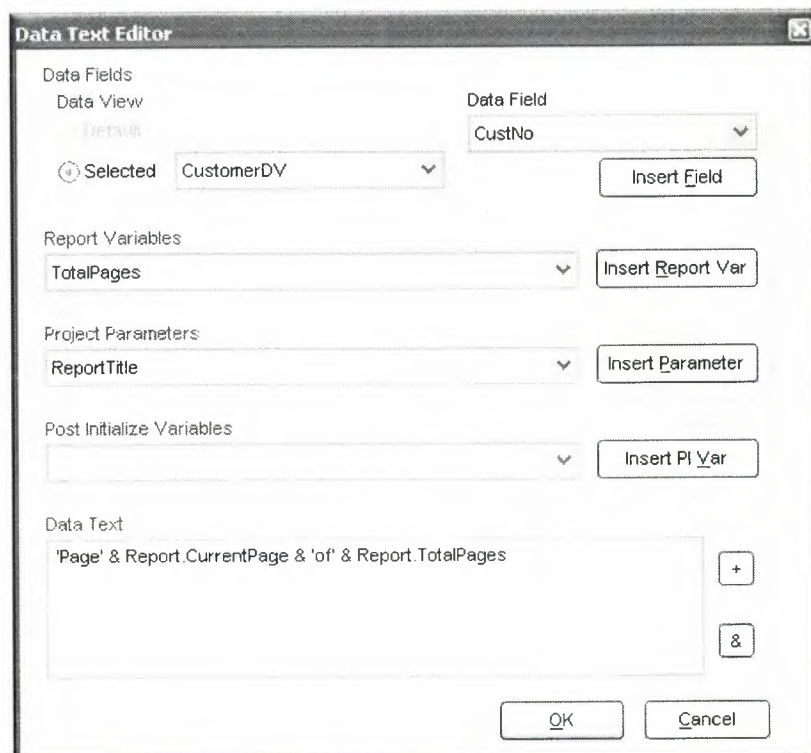 Data Text Editor
Data Fields
Data View
Data Field
Default
CustNo
Selected
CustomerDV
Insert Field
Report Variables
TotalPages
Insert Report Var
Project Parameters
ReportTitle
Insert Parameter
Post Initialize Variables
Insert PI Var
Data Text
'Page' & Report.CurrentPage & 'of' & Report.TotalPages
+
&
OK
Cancel